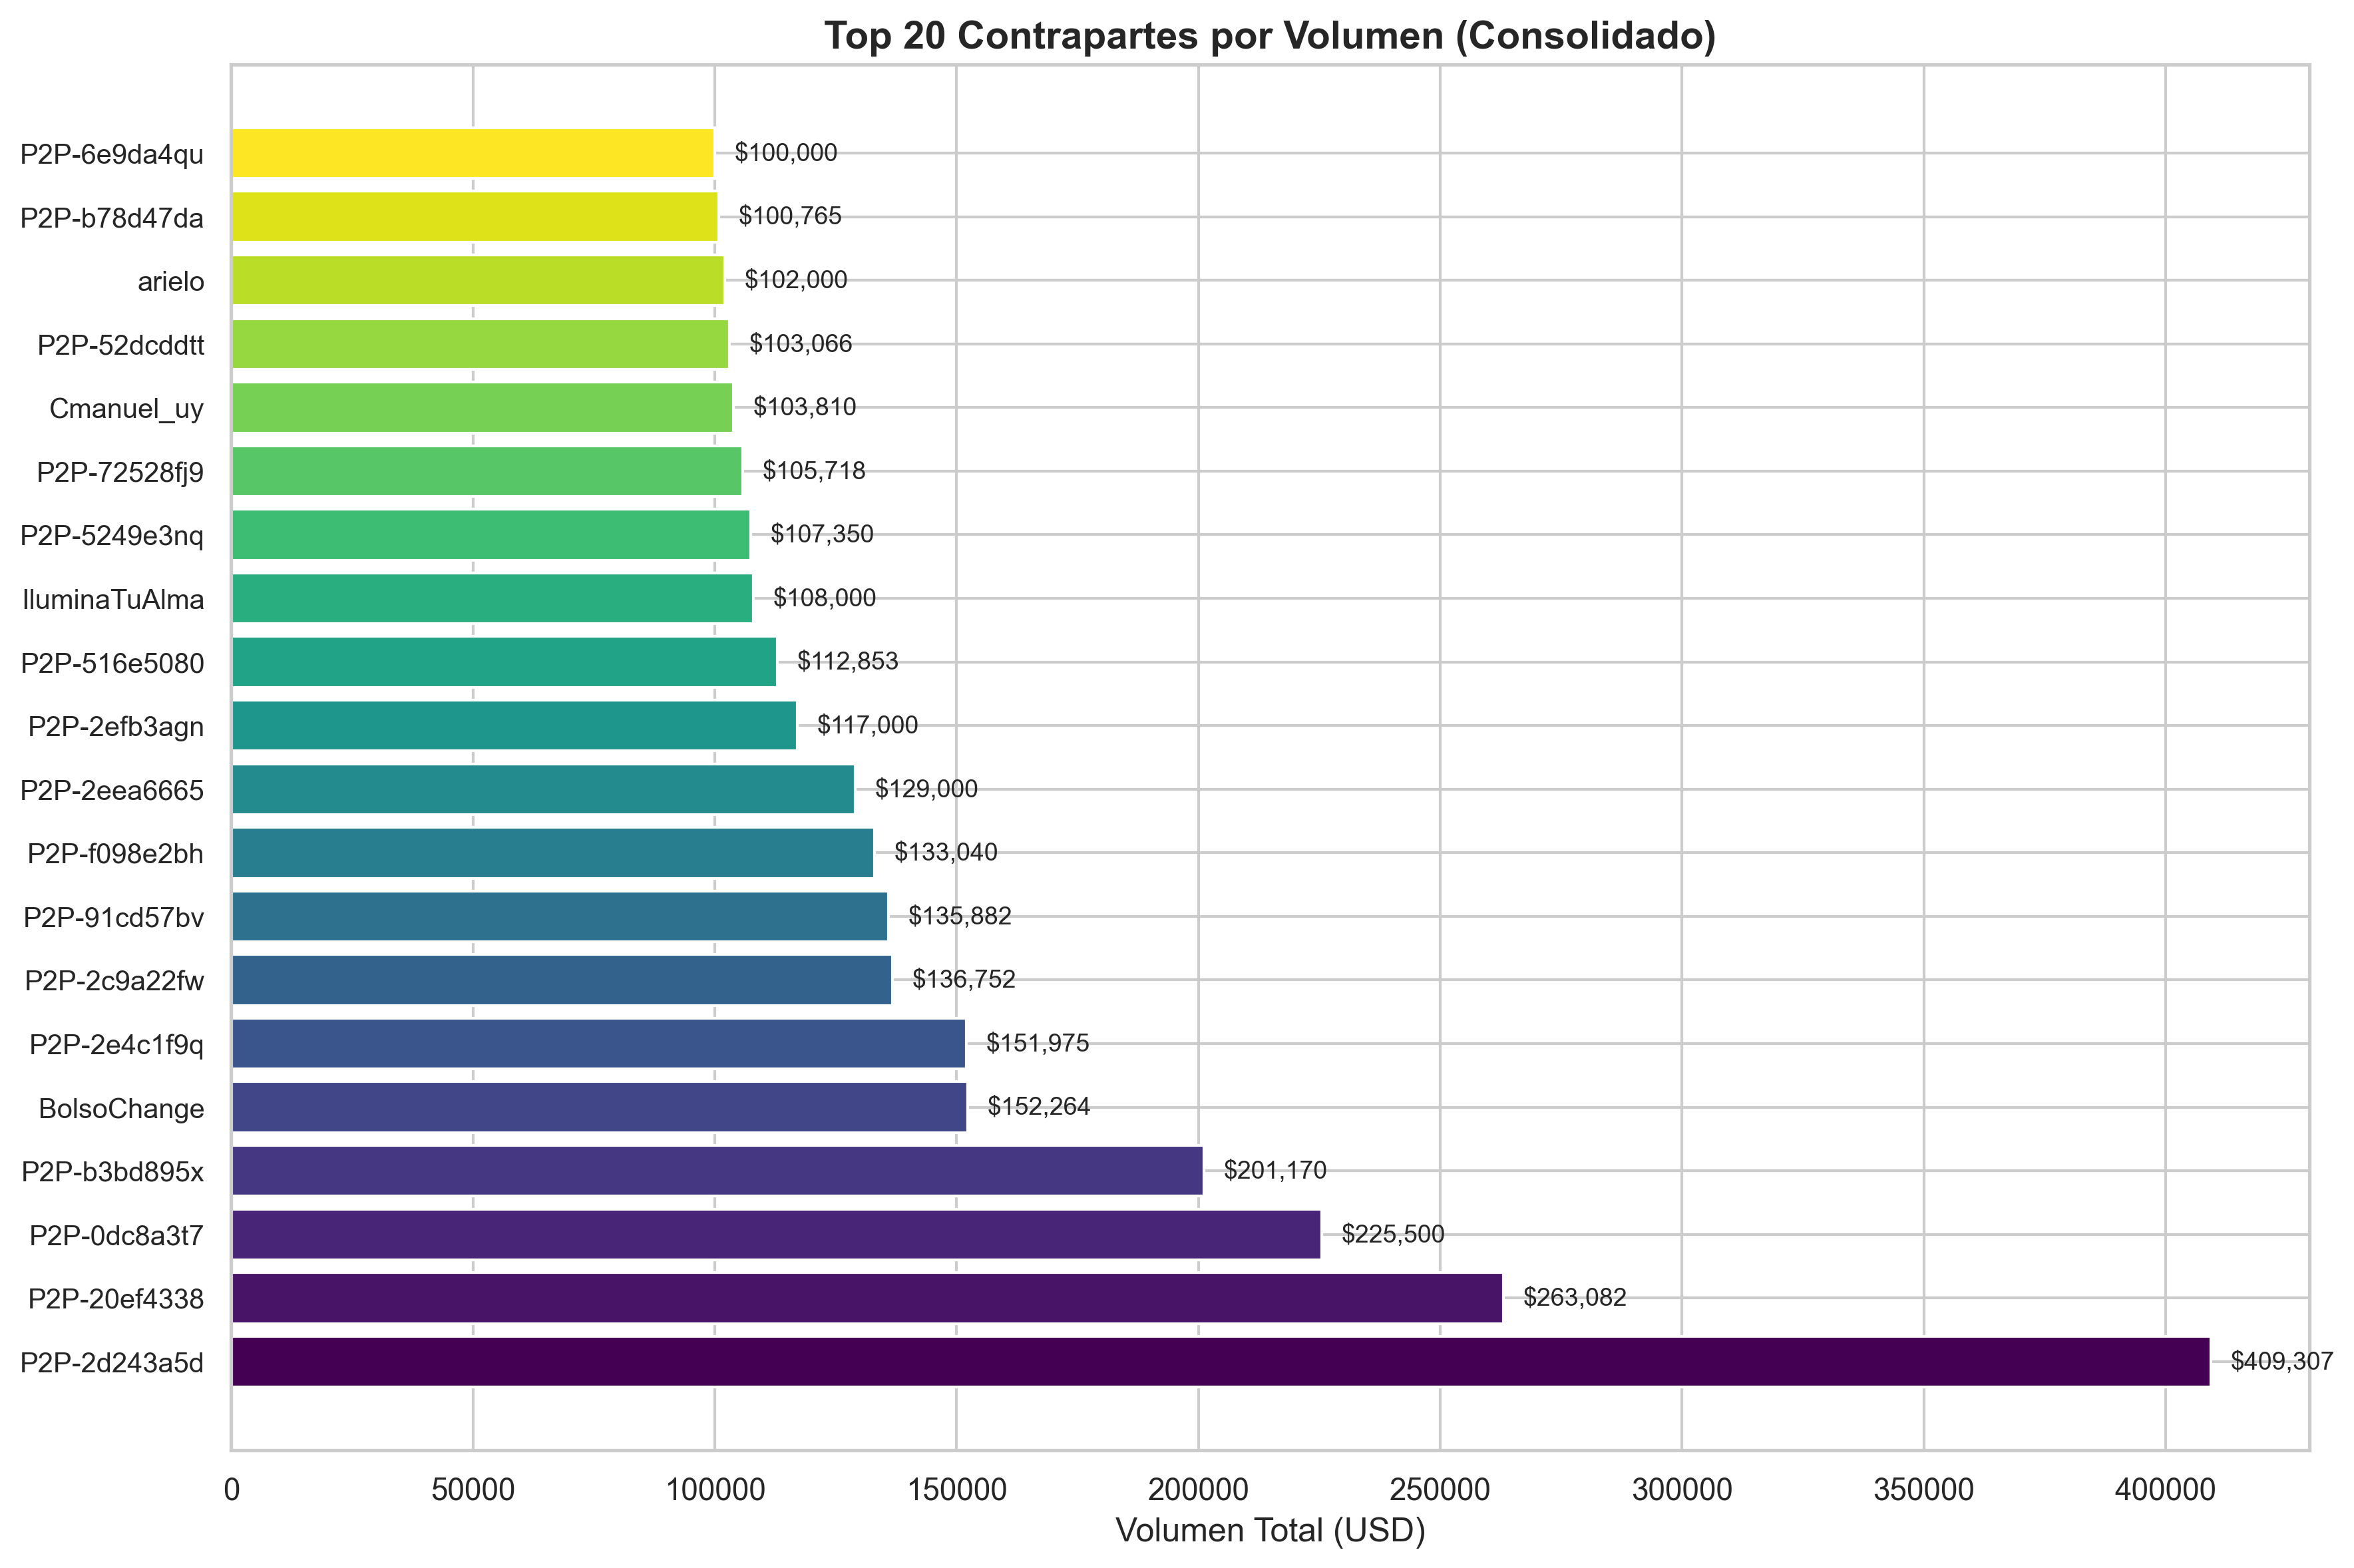 Top 20 Contrapartes por Volumen (Consolidado)
P2P-6e9da4qu $100,000
P2P-b78d47da $100,765
arielo $102,000
P2P-52dcddtt $103,066
Cmanuel_uy $103,810
P2P-72528fj9 $105,718
P2P-5249e3nq $107,350
IluminaTuAlma $108,000
P2P-516e5080 $112,853
P2P-2efb3agn $117,000
P2P-2eea6665 $129,000
P2P-f098e2bh $133,040
P2P-91cd57bv $135,882
P2P-2c9a22fw $136,752
P2P-2e4c1f9q $151,975
BolsoChange $152,264
P2P-b3bd895x $201,170
P2P-0dc8a3t7 $225,500
P2P-20ef4338 $263,082
P2P-2d243a5d $409,307
0 50000 100000 150000 200000 250000 300000 350000 400000
Volumen Total (USD)